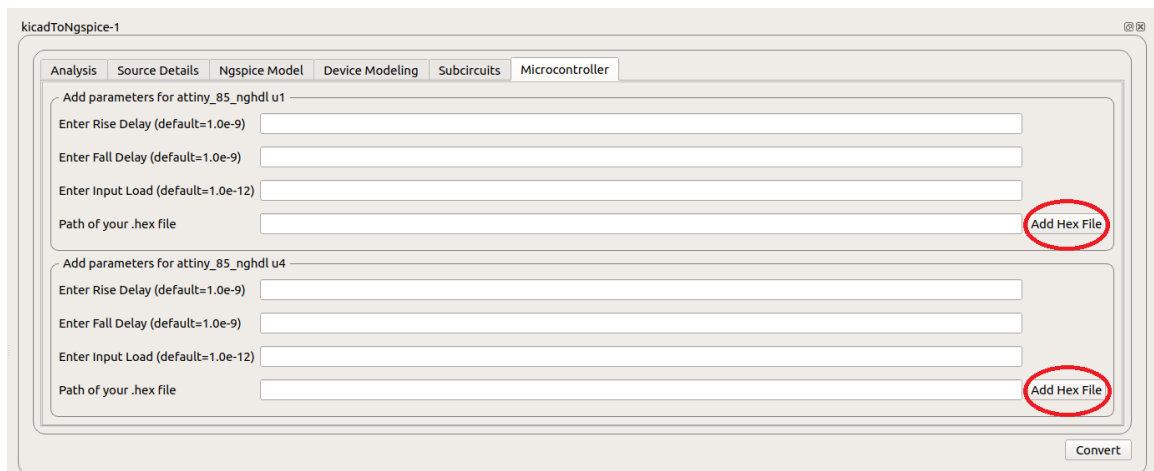 kicadToNgspice-1
Analysis Source Details Ngspice Model Device Modeling Subcircuits Microcontroller
Add parameters for attiny_85_nghdl u1
Enter Rise Delay (default=1.0e-9)
Enter Fall Delay (default=1.0e-9)
Enter Input Load (default=1.0e-12)
Path of your .hex file Add Hex File
Add parameters for attiny_85_nghdl u4
Enter Rise Delay (default=1.0e-9)
Enter Fall Delay (default=1.0e-9)
Enter Input Load (default=1.0e-12)
Path of your .hex file Add Hex File
Convert